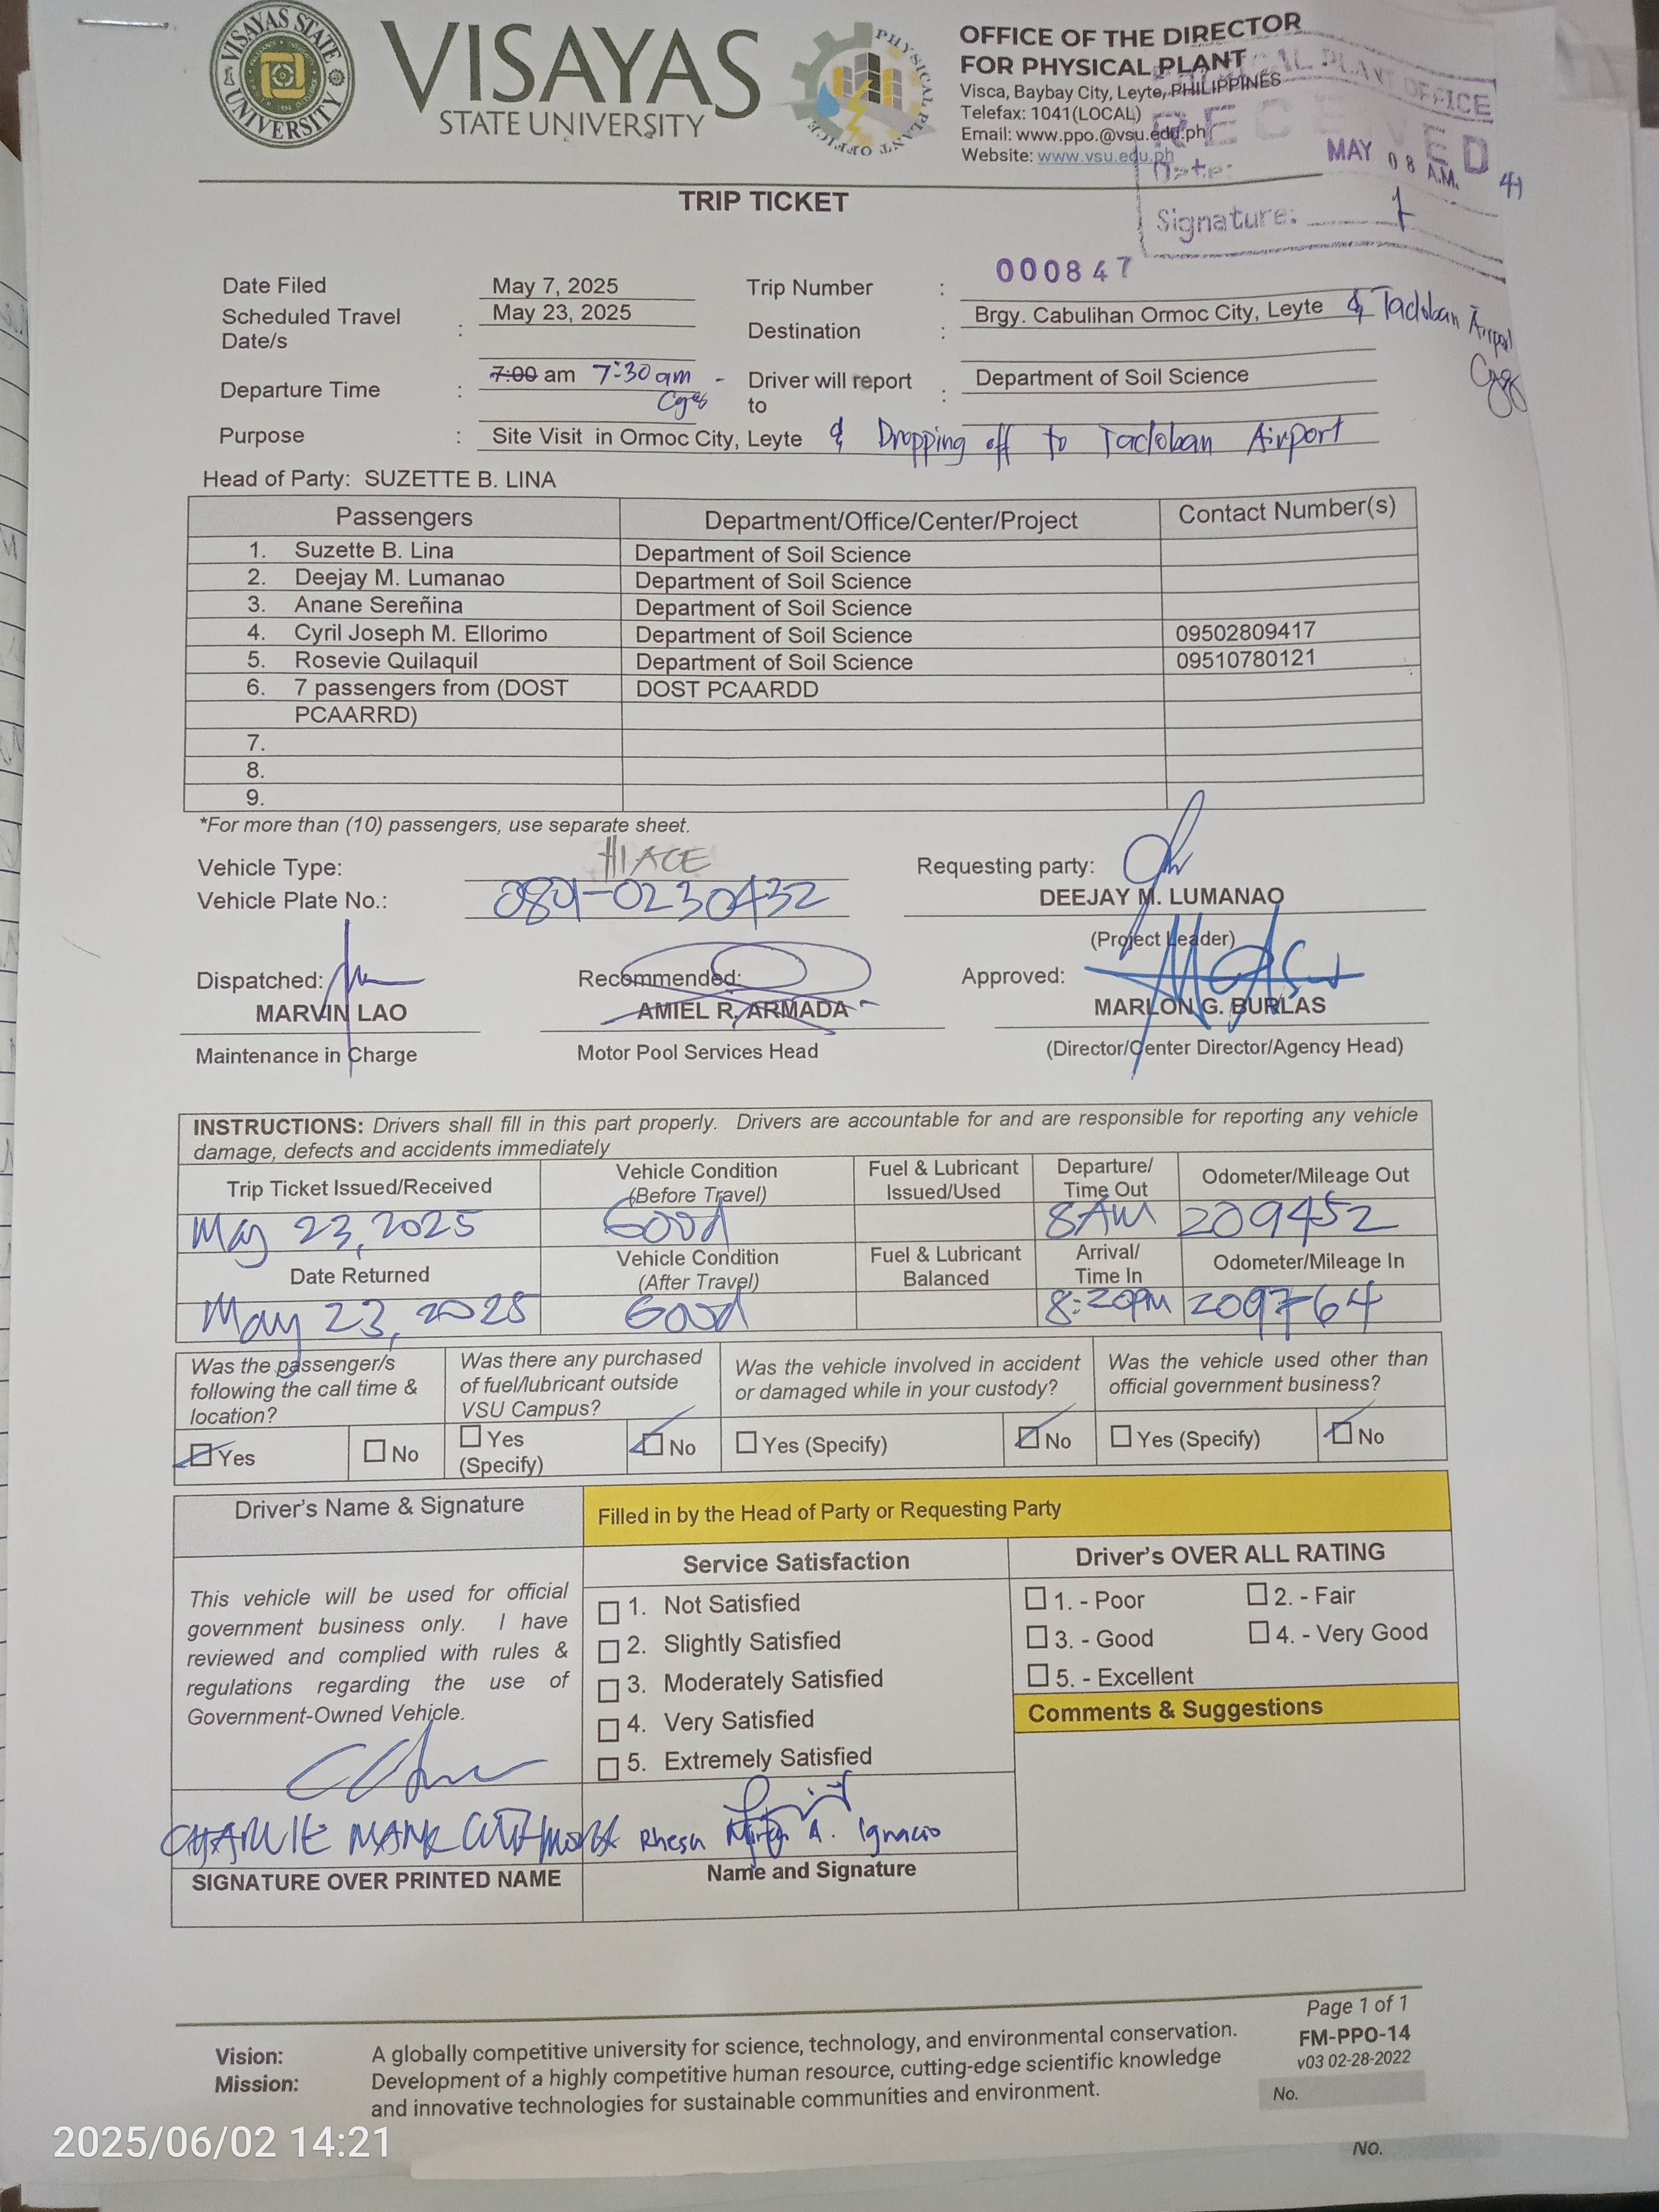 VISAYAS STATE UNIVERSITY
VISAYAS
STATE UNIVERSITY
PHYSICAL PLANT OFFICE
OFFICE OF THE DIRECTOR
FOR PHYSICAL PLANT
Visca, Baybay City, Leyte, PHILIPPINES
Telefax: 1041(LOCAL)
Email: www.ppo.@vsu.edu.ph
Website: www.vsu.edu.ph
PLANT OFFICE
RECEIVED
Date: MAY 08 A.M.
Signature:
TRIP TICKET
000847
Date Filed May 7, 2025 Trip Number :
Scheduled Travel Date/s : May 23, 2025 Destination : Brgy. Cabulihan Ormoc City, Leyte & Tacloban Airport
Departure Time : 7:00 am 7:30 am - Driver will report to : Department of Soil Science
Purpose : Site Visit in Ormoc City, Leyte & Dropping off to Tacloban Airport
Head of Party: SUZETTE B. LINA
Passengers Department/Office/Center/Project Contact Number(s)
1. Suzette B. Lina Department of Soil Science
2. Deejay M. Lumanao Department of Soil Science
3. Anane Sereñina Department of Soil Science
4. Cyril Joseph M. Ellorimo Department of Soil Science 09502809417
5. Rosevie Quilaquil Department of Soil Science 09510780121
6. 7 passengers from (DOST DOST PCAARDD
PCAARRD)
7.
8.
9.
*For more than (10) passengers, use separate sheet.
Vehicle Type: HIACE Requesting party:
Vehicle Plate No.: 0801-0230432 DEEJAY M. LUMANAO
(Project Leader)
Dispatched: Recommended: Approved:
MARVIN LAO AMIEL R. ARMADA MARLON G. BURLAS
Maintenance in Charge Motor Pool Services Head (Director/Center Director/Agency Head)
INSTRUCTIONS: Drivers shall fill in this part properly. Drivers are accountable for and are responsible for reporting any vehicle
damage, defects and accidents immediately
Trip Ticket Issued/Received Vehicle Condition (Before Travel) Fuel & Lubricant Issued/Used Departure/ Time Out Odometer/Mileage Out
May 23, 2025 Good 8AM 209452
Date Returned Vehicle Condition (After Travel) Fuel & Lubricant Balanced Arrival/ Time In Odometer/Mileage In
May 23, 2025 Good 8:20pm 209764
Was the passenger/s following the call time & location? Was there any purchased of fuel/lubricant outside VSU Campus? Was the vehicle involved in accident or damaged while in your custody? Was the vehicle used other than official government business?
Yes No Yes (Specify) No Yes (Specify) No Yes (Specify) No
Driver's Name & Signature Filled in by the Head of Party or Requesting Party
Service Satisfaction Driver's OVER ALL RATING
This vehicle will be used for official
government business only. I have
reviewed and complied with rules &
regulations regarding the use of
Government-Owned Vehicle.
1. Not Satisfied
2. Slightly Satisfied
3. Moderately Satisfied
4. Very Satisfied
5. Extremely Satisfied
1. - Poor 2. - Fair
3. - Good 4. - Very Good
5. - Excellent
Comments & Suggestions
CHARLIE MARK Rhesa A. Ignacio
SIGNATURE OVER PRINTED NAME Name and Signature
Page 1 of 1
FM-PPO-14
v03 02-28-2022
No.
Vision: A globally competitive university for science, technology, and environmental conservation.
Mission: Development of a highly competitive human resource, cutting-edge scientific knowledge
and innovative technologies for sustainable communities and environment.
No.
2025/06/02 14:21